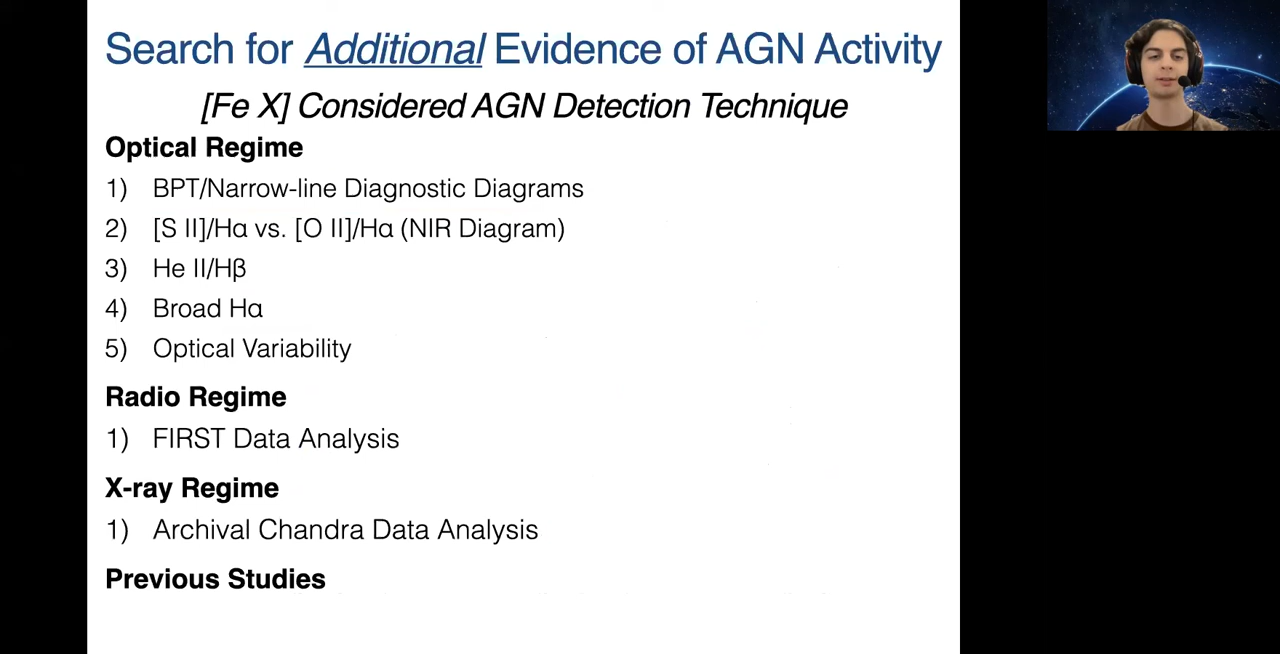 Search for Additional Evidence of AGN Activity
[Fe X] Considered AGN Detection Technique
Optical Regime
1) BPT/Narrow-line Diagnostic Diagrams
2) [S II]/Hα vs. [O II]/Hα (NIR Diagram)
3) He II/Hβ
4) Broad Hα
5) Optical Variability
Radio Regime
1) FIRST Data Analysis
X-ray Regime
1) Archival Chandra Data Analysis
Previous Studies